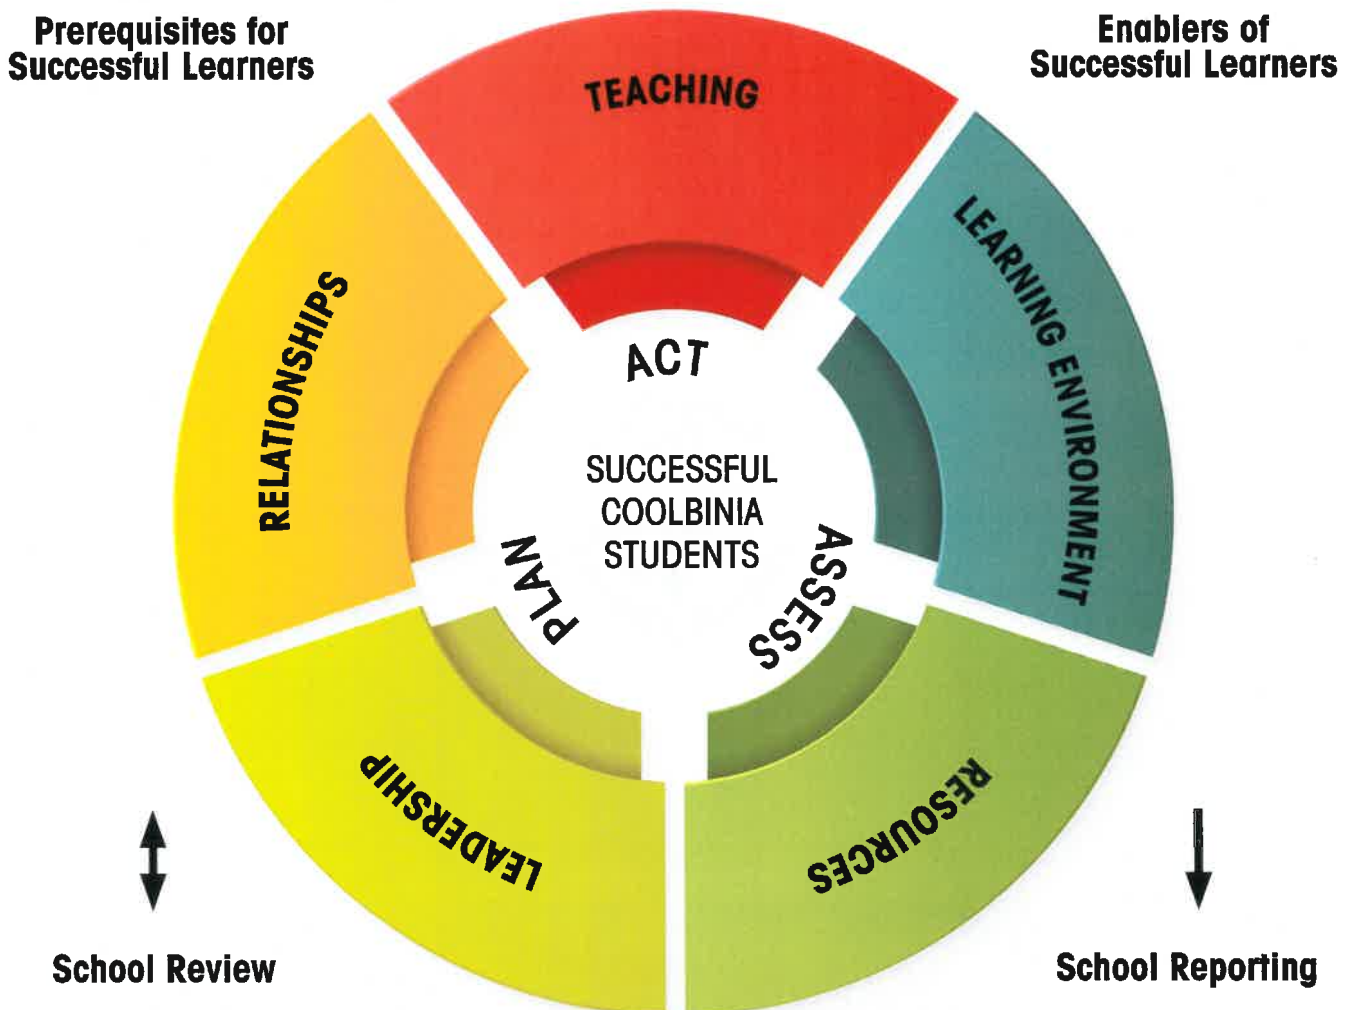 Prerequisites for
Successful Learners
Enablers of
Successful Learners
TEACHING
LEARNING ENVIRONMENT
RELATIONSHIPS
ACT
SUCCESSFUL
COOLBINIA
STUDENTS
PLAN
ASSESS
LEADERSHIP
RESOURCES
School Review
School Reporting